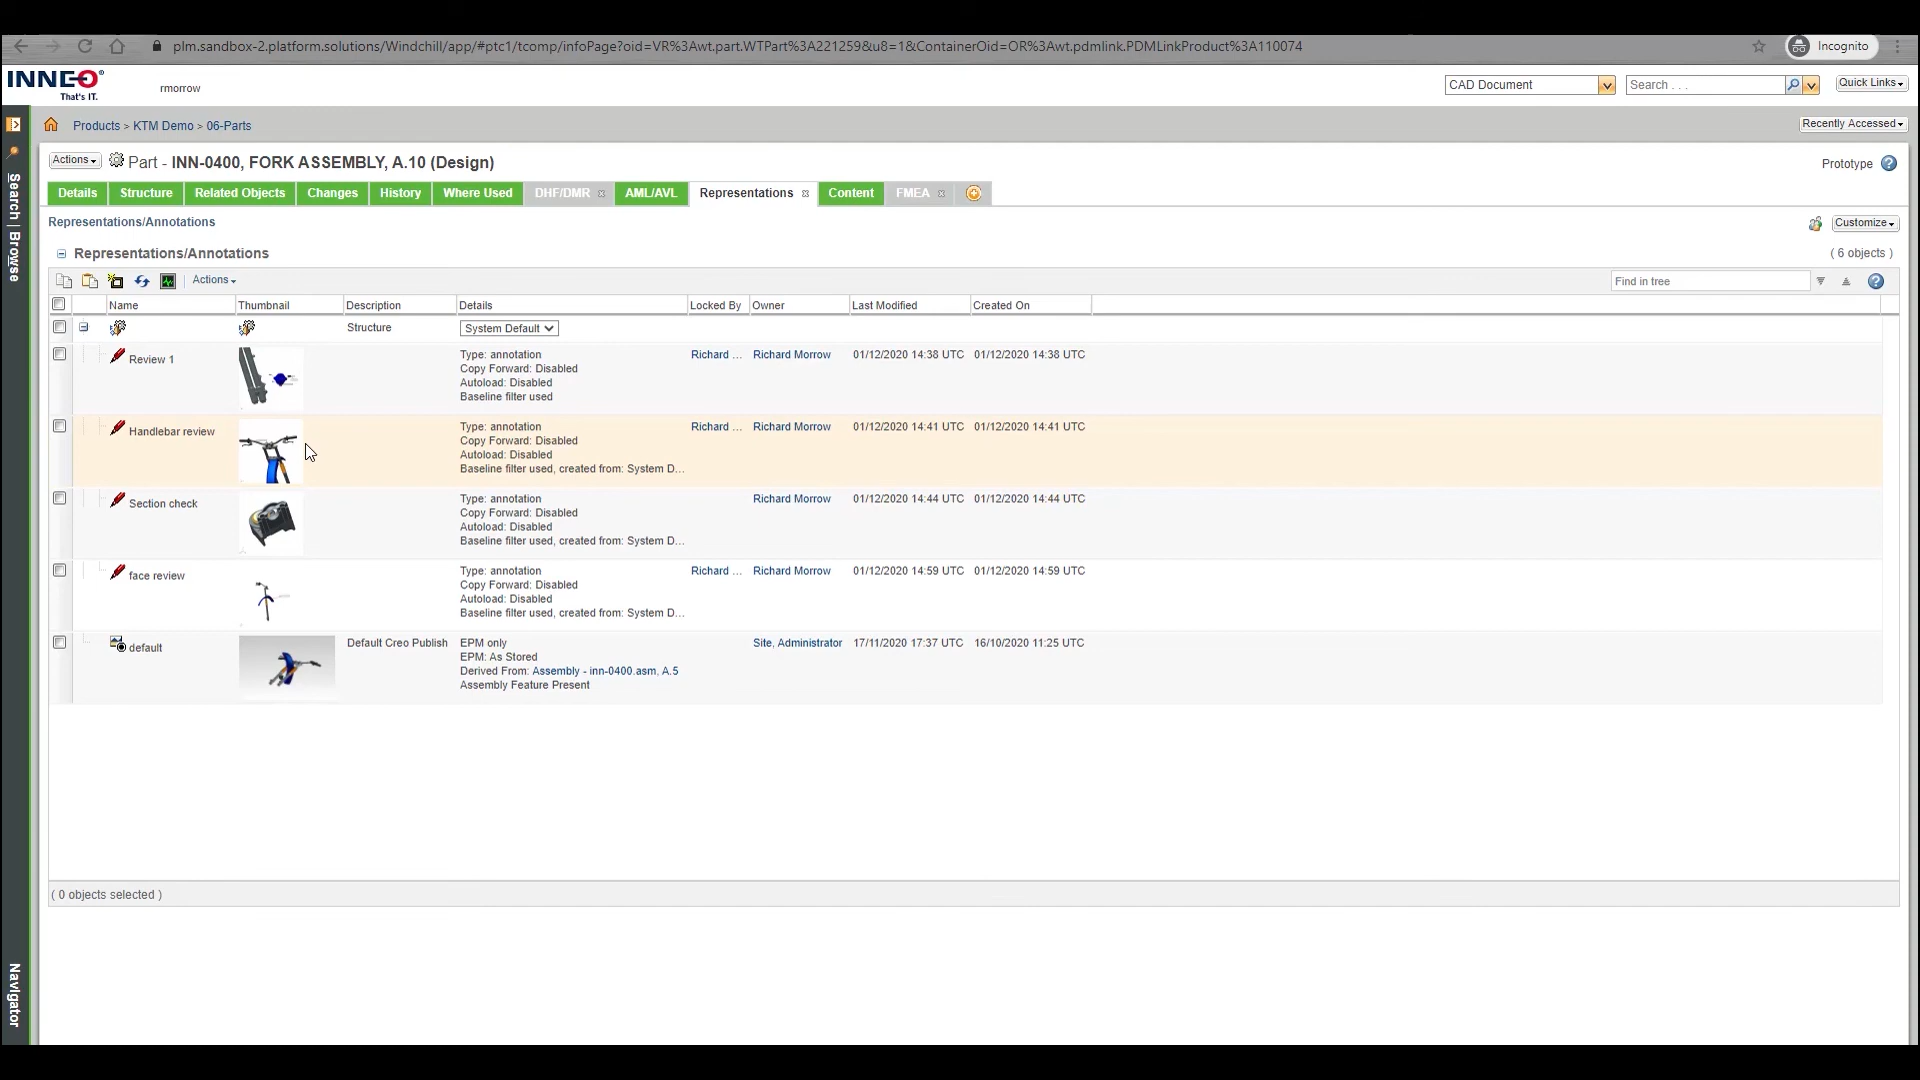 plm.sandbox-2.platform.solutions/Windchill/app/#ptc1/tcomp/infoPage?oid=VR%3Awt.part.WTPart%3A221259&u8=1&ContainerOid=OR%3Awt.pdmlink.PDMLinkProduct%3A110074
Incognito
INNEO®
That's IT.
rmorrow
CAD Document
Search . . .
Quick Links
Products > KTM Demo > 06-Parts
Recently Accessed
Actions
Part - INN-0400, FORK ASSEMBLY, A.10 (Design)
Prototype
Details Structure Related Objects Changes History Where Used DHF/DMR AML/AVL Representations Content FMEA
Search | Browse
Representations/Annotations
Customize
Representations/Annotations
( 6 objects )
Actions
Find in tree
Name Thumbnail Description Details Locked By Owner Last Modified Created On
Structure System Default
Review 1
Type: annotation
Copy Forward: Disabled
Autoload: Disabled
Baseline filter used
Richard ... Richard Morrow 01/12/2020 14:38 UTC 01/12/2020 14:38 UTC
Handlebar review
Type: annotation
Copy Forward: Disabled
Autoload: Disabled
Baseline filter used, created from: System D...
Richard ... Richard Morrow 01/12/2020 14:41 UTC 01/12/2020 14:41 UTC
Section check
Type: annotation
Copy Forward: Disabled
Autoload: Disabled
Baseline filter used, created from: System D...
Richard Morrow 01/12/2020 14:44 UTC 01/12/2020 14:44 UTC
face review
Type: annotation
Copy Forward: Disabled
Autoload: Disabled
Baseline filter used, created from: System D...
Richard ... Richard Morrow 01/12/2020 14:59 UTC 01/12/2020 14:59 UTC
default
Default Creo Publish
EPM only
EPM: As Stored
Derived From: Assembly - inn-0400.asm, A.5
Assembly Feature Present
Site, Administrator 17/11/2020 17:37 UTC 16/10/2020 11:25 UTC
( 0 objects selected )
Navigator